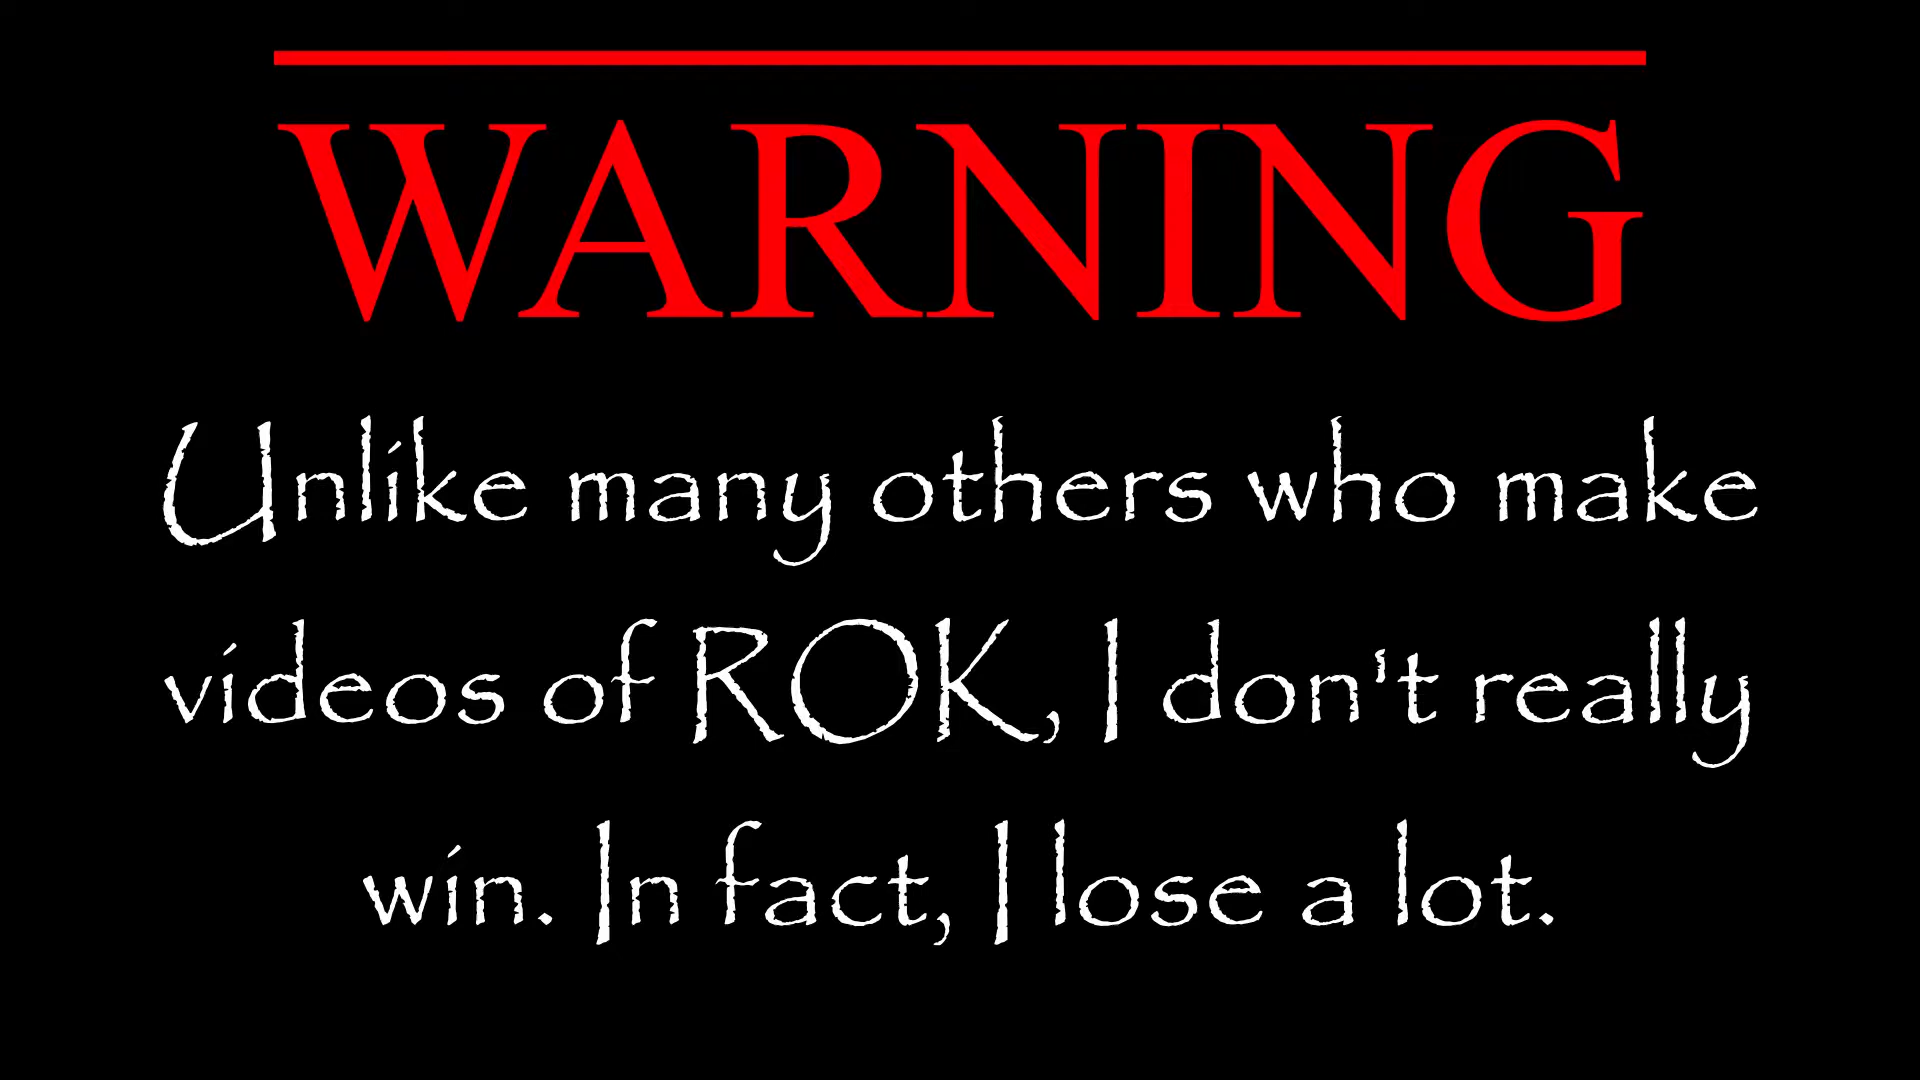 WARNING
Unlike many others who make
videos of ROK, I don't really
win. In fact, I lose a lot.